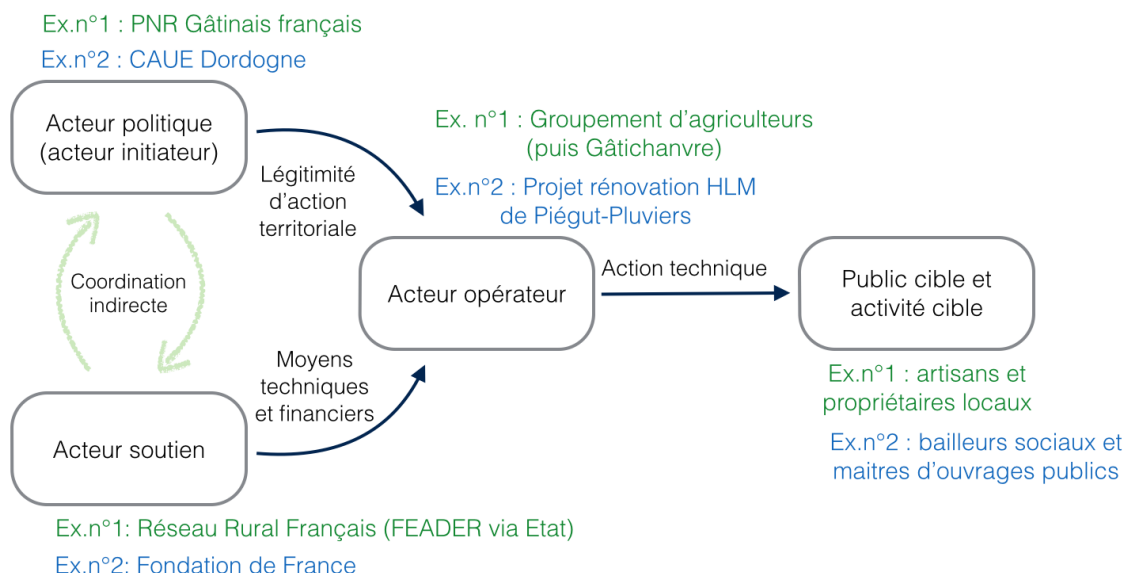 Ex.n°1 : PNR Gâtinais français
Ex.n°2 : CAUE Dordogne
Acteur politique
(acteur initiateur)
Légitimité
d'action
territoriale
Ex. n°1 : Groupement d'agriculteurs
(puis Gâtichanvre)
Ex.n°2 : Projet rénovation HLM
de Piégut-Pluviers
Coordination
indirecte
Acteur opérateur
Action technique
Public cible et
activité cible
Moyens
techniques
et financiers
Ex.n°1 : artisans et
propriétaires locaux
Ex.n°2 : bailleurs sociaux et
maitres d'ouvrages publics
Acteur soutien
Ex.n°1: Réseau Rural Français (FEADER via Etat)
Ex.n°2: Fondation de France